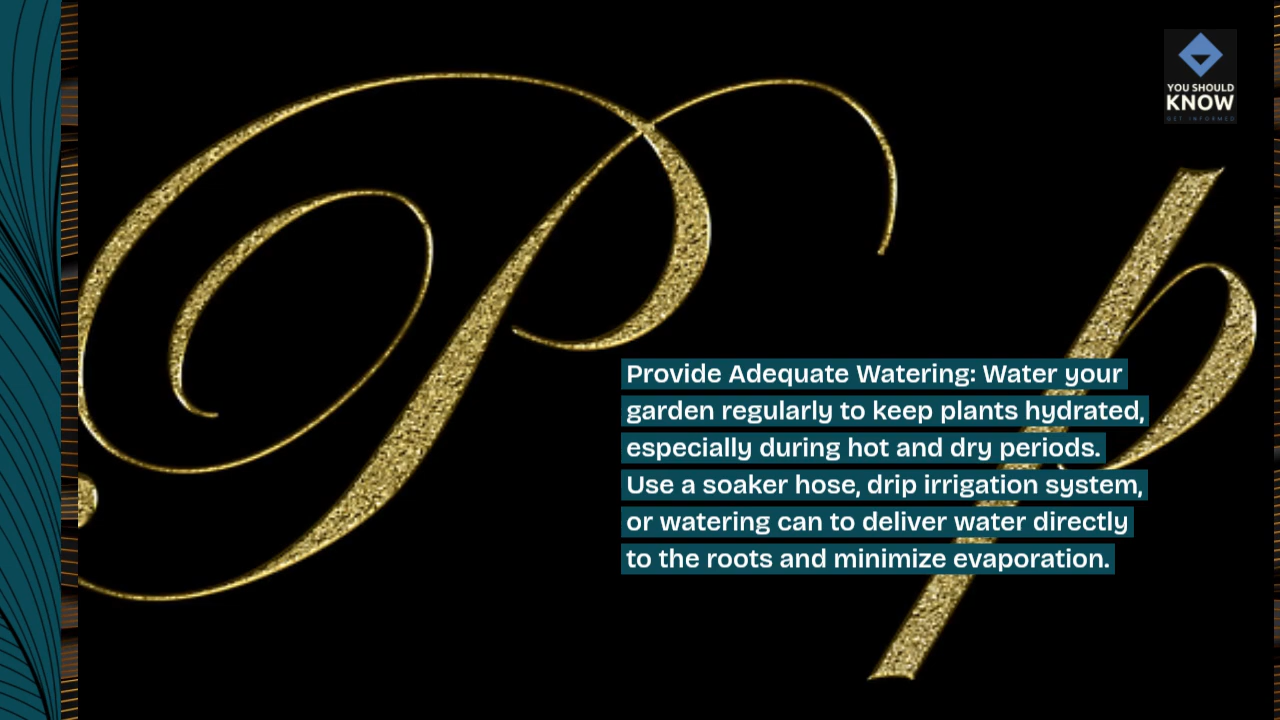 YOU SHOULD
KNOW
GET INFORMED
P p
Provide Adequate Watering: Water your
garden regularly to keep plants hydrated,
especially during hot and dry periods.
Use a soaker hose, drip irrigation system,
or watering can to deliver water directly
to the roots and minimize evaporation.